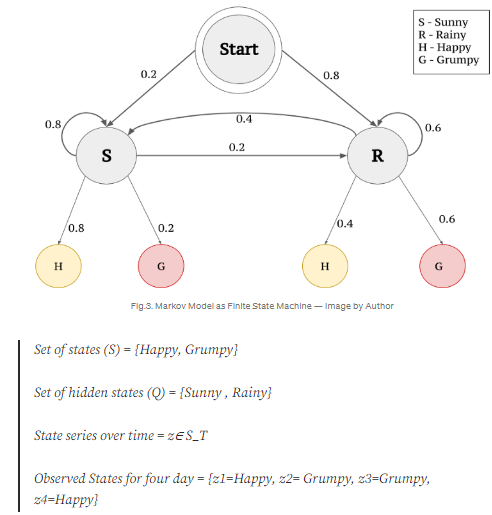 Start
S - Sunny
R - Rainy
H - Happy
G - Grumpy
0.2
0.8
0.8
0.4
0.6
S
0.2
R
0.8
0.2
0.4
0.6
H
G
H
G
Fig.3. Markov Model as Finite State Machine — Image by Author
Set of states (S) = {Happy, Grumpy}
Set of hidden states (Q) = {Sunny , Rainy}
State series over time = z∈S_T
Observed States for four day = {z1=Happy, z2= Grumpy, z3=Grumpy,
z4=Happy}